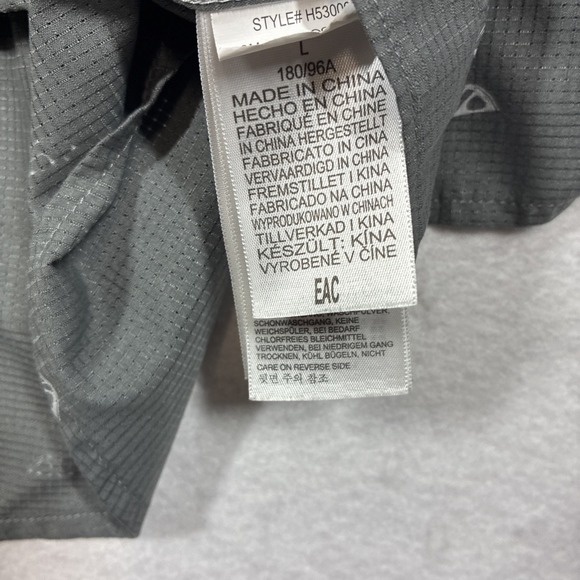 STYLE# H5300
L
180/96A
MADE IN CHINA
HECHO EN CHINA
FABRIQUÉ EN CHINE
IN CHINA HERGESTELLT
FABBRICATO IN CINA
VERVAARDIGD IN CHINA
FREMSTILLET I KINA
FABRICADO NA CHINA
WYPRODUKOWANO W CHINACH
TILLVERKAD I KINA
KÉSZÜLT: KÍNA
VYROBENÉ V ČÍNE
EAC
SCHONWASCHGANG, KEINE
WEICHSPÜLER, BEI BEDARF
CHLORFREIES BLEICHMITTEL
VERWENDEN, BEI NIEDRIGEM GANG
TROCKNEN, KÜHL BÜGELN, NICHT
CARE ON REVERSE SIDE
뒷면 주의 참조